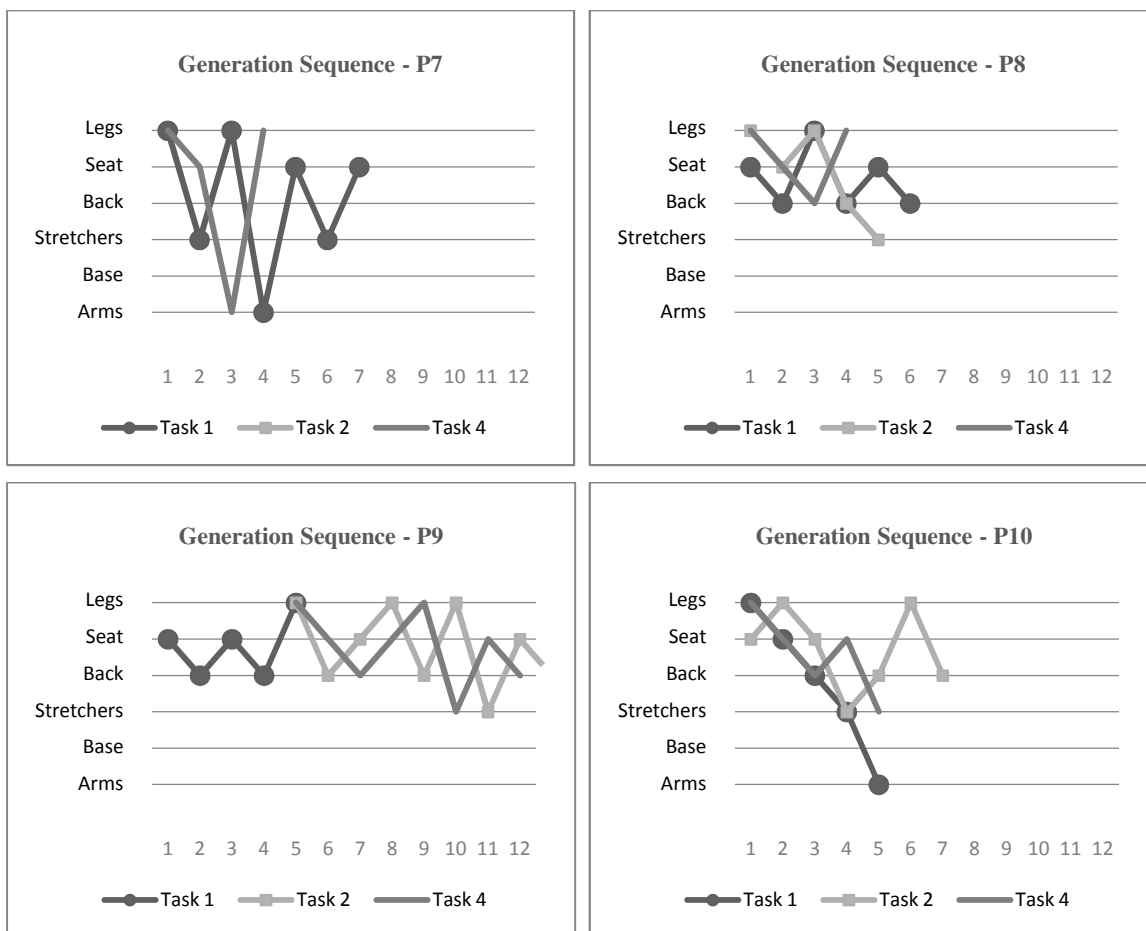 Generation Sequence - P7
Legs
Seat
Back
Stretchers
Base
Arms
1 2 3 4 5 6 7 8 9 10 11 12
Task 1 Task 2 Task 4
Generation Sequence - P8
Legs
Seat
Back
Stretchers
Base
Arms
1 2 3 4 5 6 7 8 9 10 11 12
Task 1 Task 2 Task 4
Generation Sequence - P9
Legs
Seat
Back
Stretchers
Base
Arms
1 2 3 4 5 6 7 8 9 10 11 12
Task 1 Task 2 Task 4
Generation Sequence - P10
Legs
Seat
Back
Stretchers
Base
Arms
1 2 3 4 5 6 7 8 9 10 11 12
Task 1 Task 2 Task 4